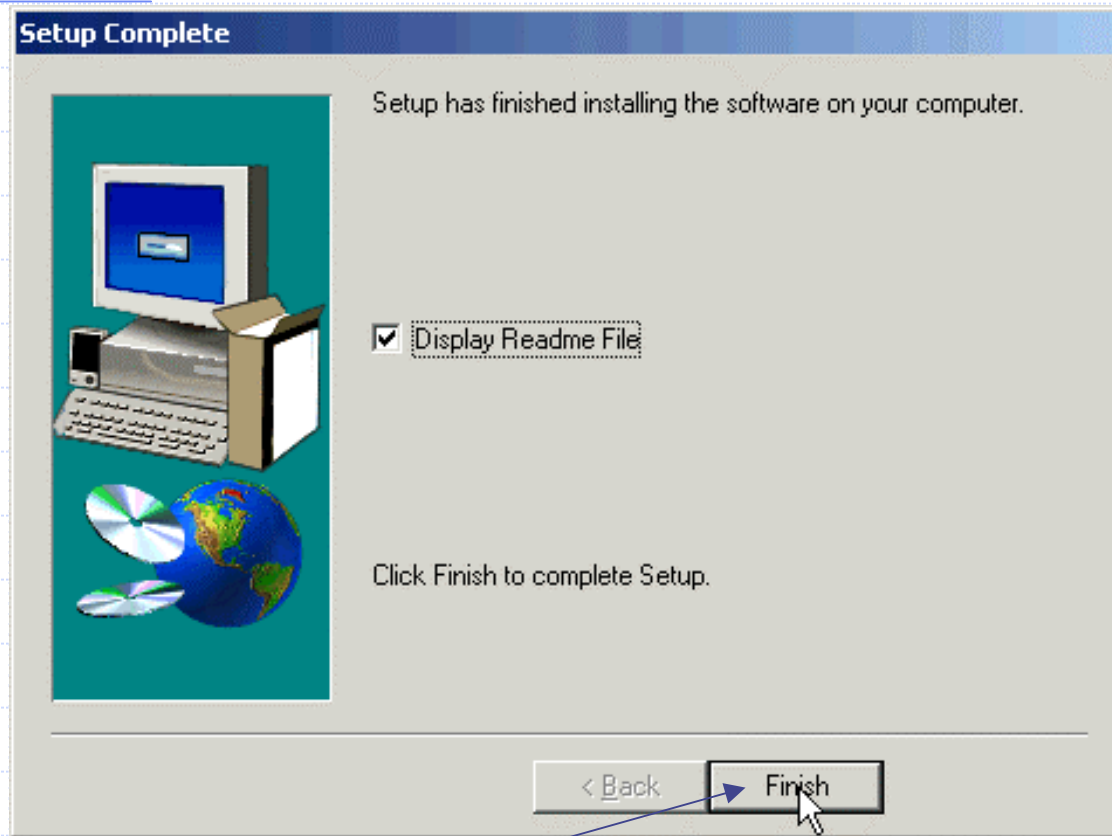 Setup Complete
Setup has finished installing the software on your computer.
Display Readme File
Click Finish to complete Setup.
< Back Finish